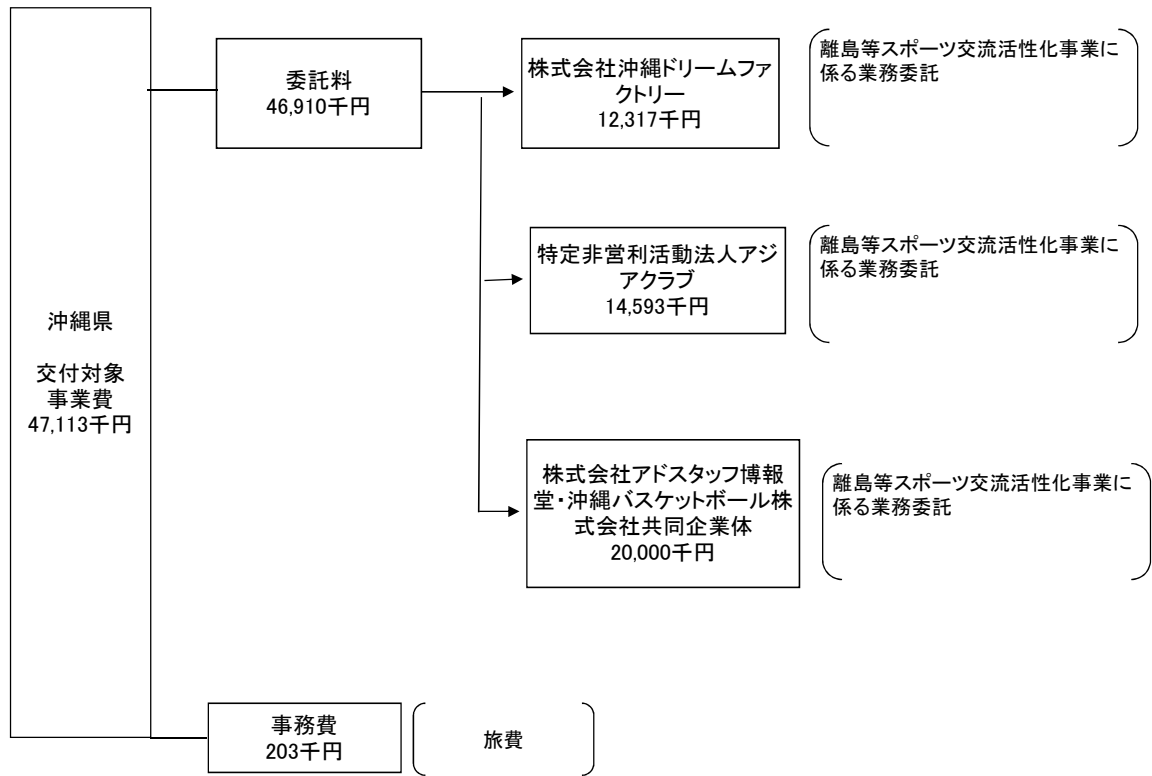 沖縄県
交付対象
事業費
47,113千円
委託料
46,910千円
株式会社沖縄ドリームファ
クトリー
12,317千円
離島等スポーツ交流活性化事業に
係る業務委託
特定非営利活動法人アジ
アクラブ
14,593千円
離島等スポーツ交流活性化事業に
係る業務委託
株式会社アドスタッフ博報
堂・沖縄バスケットボール株
式会社共同企業体
20,000千円
離島等スポーツ交流活性化事業に
係る業務委託
事務費
203千円
旅費